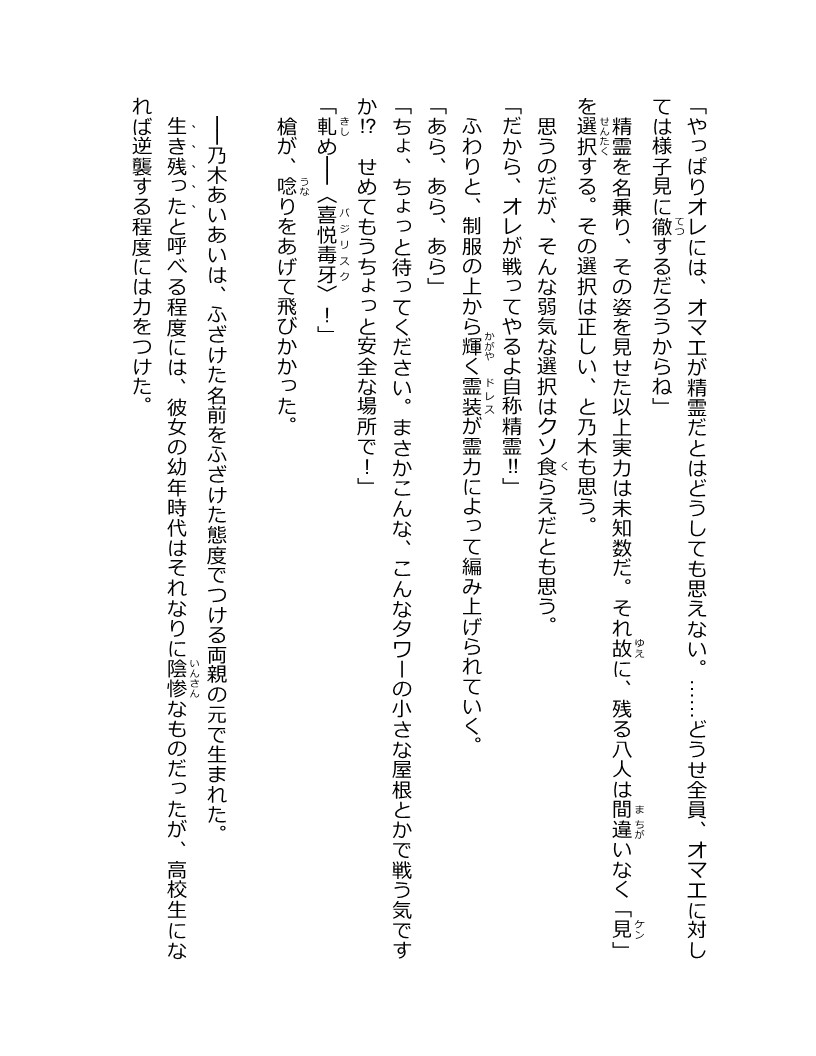 「やっぱりオレには、オマエが精霊だとはどうしても思えない。……どうせ全員、オマエに対し
ては様子見に徹するだろうからね」
精霊を名乗り、その姿を見せた以上実力は未知数だ。それ故に、残る八人は間違いなく「見」
を選択する。その選択は正しい、と乃木も思う。
思うのだが、そんな弱気な選択はクソ食らえだとも思う。
「だから、オレが戦ってやるよ自称精霊!!」
ふわりと、制服の上から輝く霊装が霊力によって編み上げられていく。
「あら、あら、あら」
「ちょ、ちょっと待ってください。まさかこんな、こんなタワーの小さな屋根とかで戦う気です
か!?　せめてもうちょっと安全な場所で！」
「軋め──〈喜悦毒牙〉！」
槍が、唸りをあげて飛びかかった。
──乃木あいあいは、ふざけた名前をふざけた態度でつける両親の元で生まれた。
生き残ったと呼べる程度には、彼女の幼年時代はそれなりに陰惨なものだったが、高校生にな
れば逆襲する程度には力をつけた。